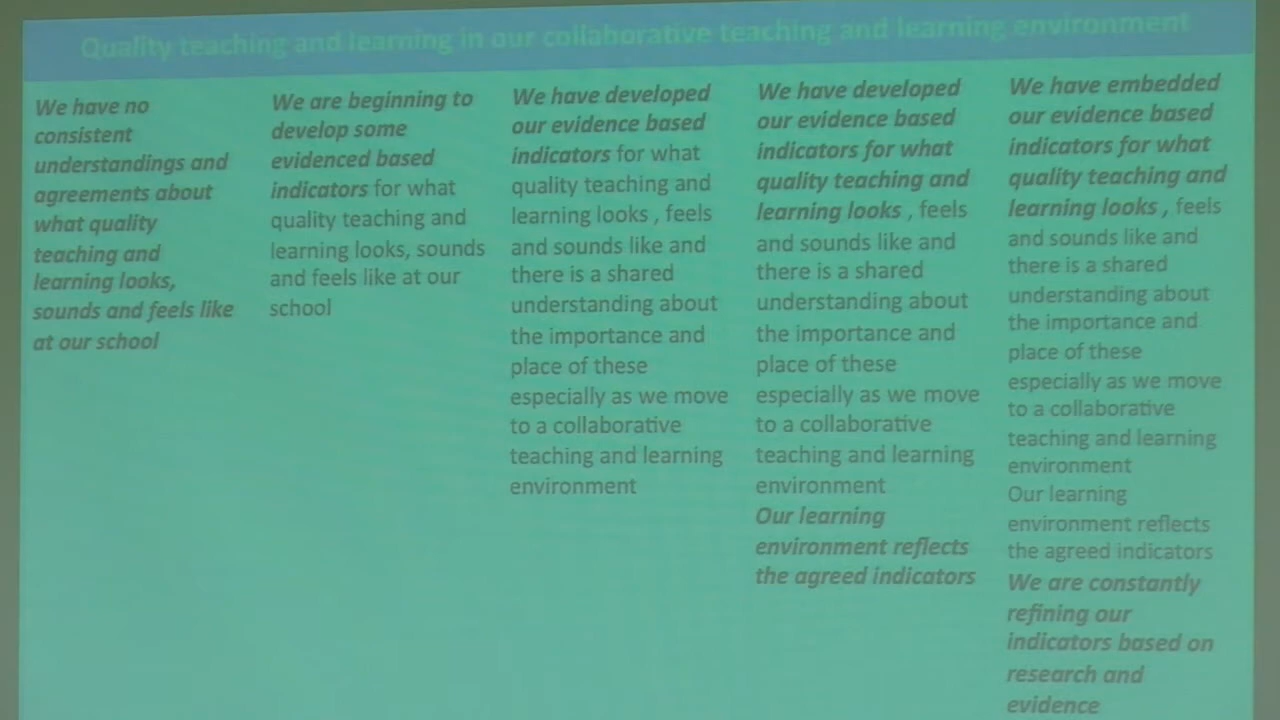 Quality teaching and learning in our collaborative teaching and learning environment
We have no
consistent
understandings and
agreements about
what quality
teaching and
learning looks,
sounds and feels like
at our school
We are beginning to
develop some
evidenced based
indicators for what
quality teaching and
learning looks, sounds
and feels like at our
school
We have developed
our evidence based
indicators for what
quality teaching and
learning looks , feels
and sounds like and
there is a shared
understanding about
the importance and
place of these
especially as we move
to a collaborative
teaching and learning
environment
We have developed
our evidence based
indicators for what
quality teaching and
learning looks , feels
and sounds like and
there is a shared
understanding about
the importance and
place of these
especially as we move
to a collaborative
teaching and learning
environment
Our learning
environment reflects
the agreed indicators
We have embedded
our evidence based
indicators for what
quality teaching and
learning looks , feels
and sounds like and
there is a shared
understanding about
the importance and
place of these
especially as we move
to a collaborative
teaching and learning
environment
Our learning
environment reflects
the agreed indicators
We are constantly
refining our
indicators based on
research and
evidence